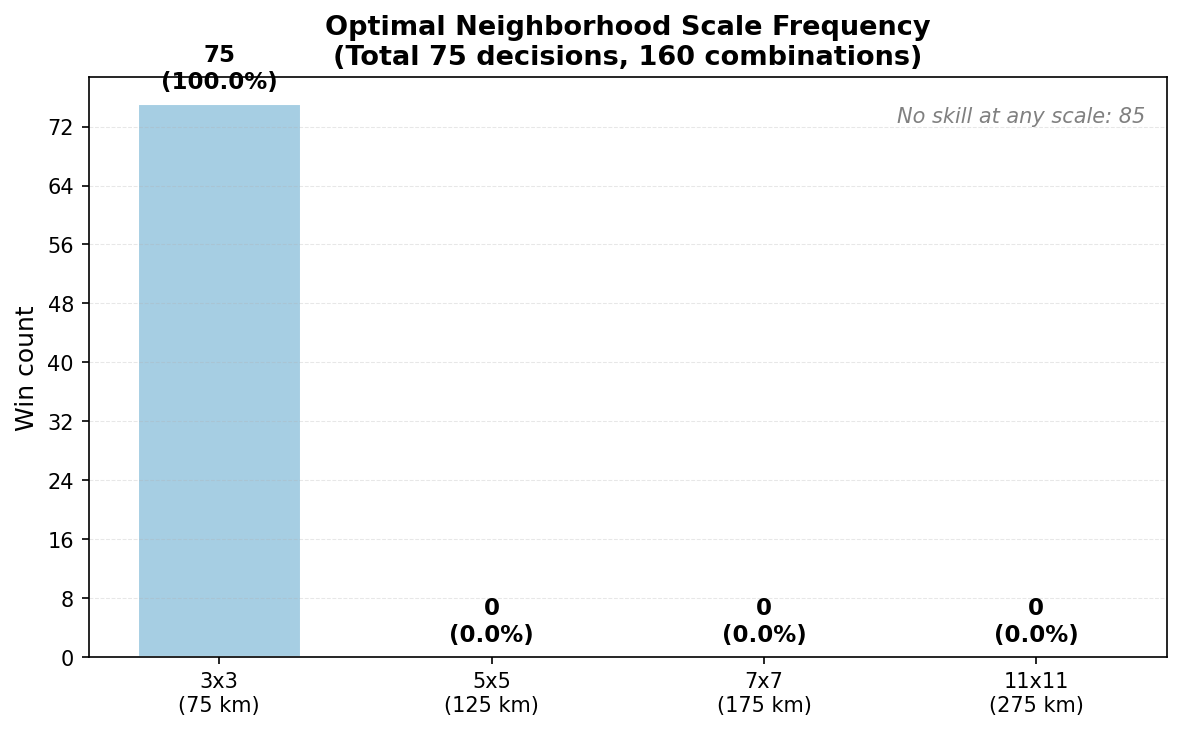 Optimal Neighborhood Scale Frequency
(Total 75 decisions, 160 combinations)
75
(100.0%)
No skill at any scale: 85
Win count
72
64
56
48
40
32
24
16
8
0
0
(0.0%)
0
(0.0%)
0
(0.0%)
3x3
(75 km)
5x5
(125 km)
7x7
(175 km)
11x11
(275 km)